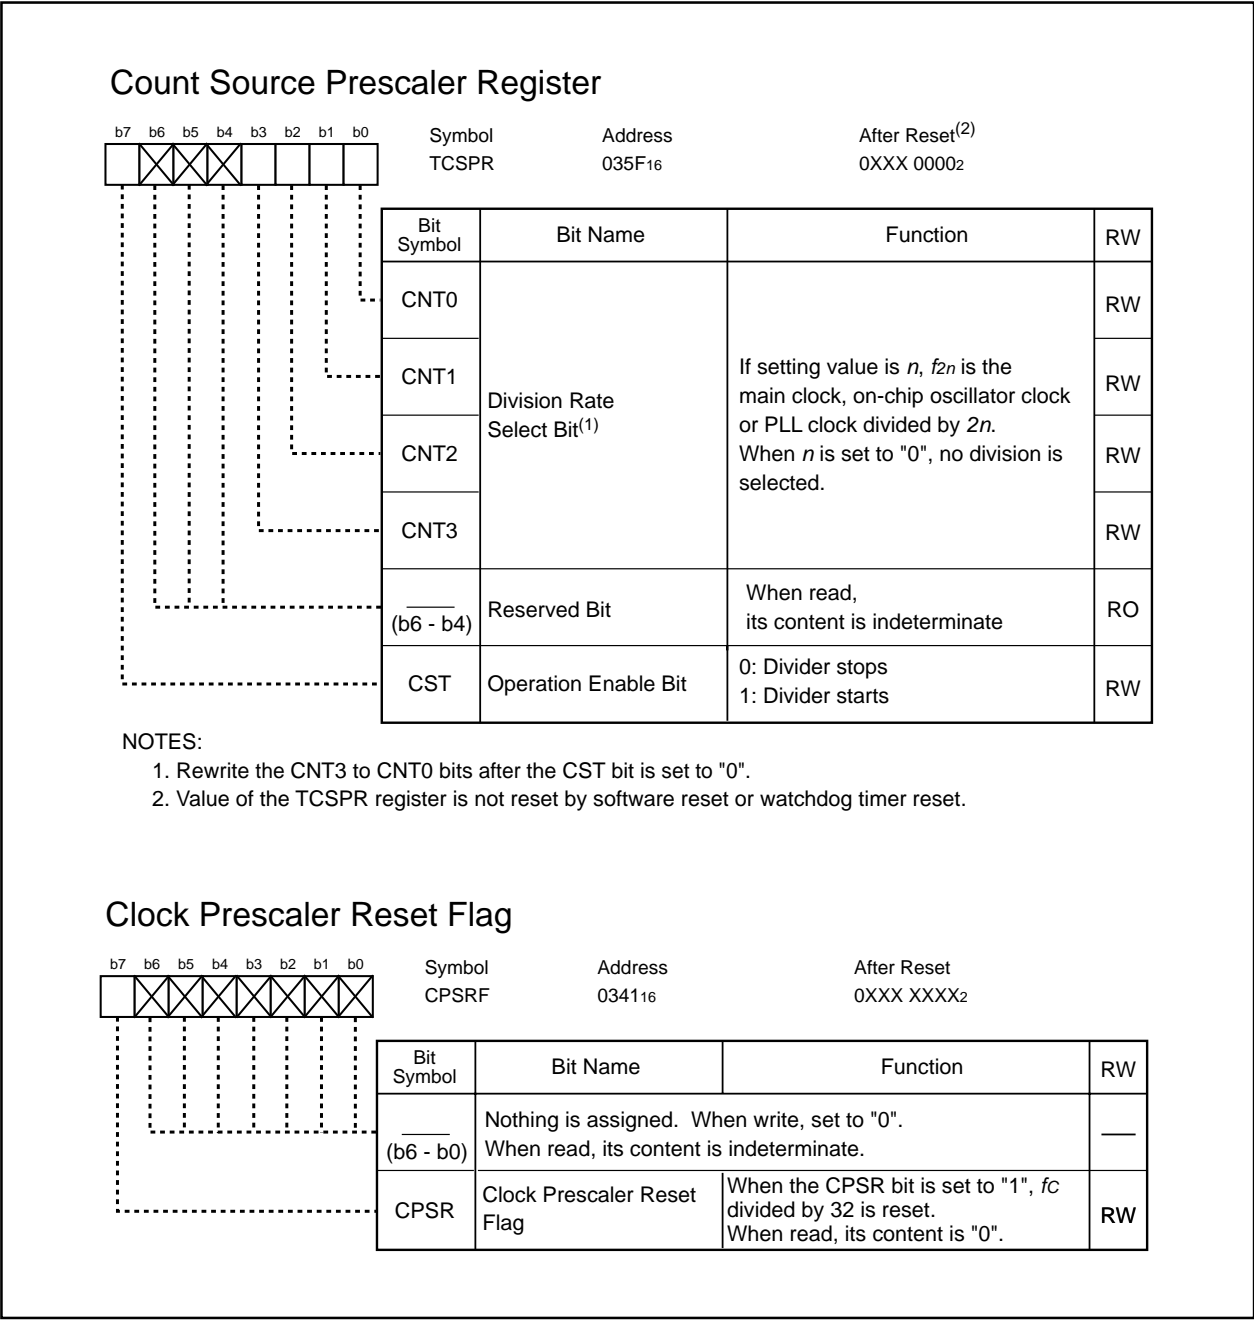 Count Source Prescaler Register
b7 b6 b5 b4 b3 b2 b1 b0
Symbol Address After Reset(2)
TCSPR 035F16 0XXX 00002
Bit Symbol Bit Name Function RW
CNT0 RW
CNT1 RW
CNT2 RW
CNT3 RW
Division Rate
Select Bit(1)
If setting value is n, f2n is the
main clock, on-chip oscillator clock
or PLL clock divided by 2n.
When n is set to "0", no division is
selected.
(b6 - b4) Reserved Bit
When read,
its content is indeterminate
RO
CST Operation Enable Bit
0: Divider stops
1: Divider starts
RW
NOTES:
1. Rewrite the CNT3 to CNT0 bits after the CST bit is set to "0".
2. Value of the TCSPR register is not reset by software reset or watchdog timer reset.
Clock Prescaler Reset Flag
b7 b6 b5 b4 b3 b2 b1 b0
Symbol Address After Reset
CPSRF 034116 0XXX XXXX2
Bit Symbol Bit Name Function RW
(b6 - b0)
Nothing is assigned. When write, set to "0".
When read, its content is indeterminate.
CPSR
Clock Prescaler Reset
Flag
When the CPSR bit is set to "1", fC
divided by 32 is reset.
When read, its content is "0".
RW